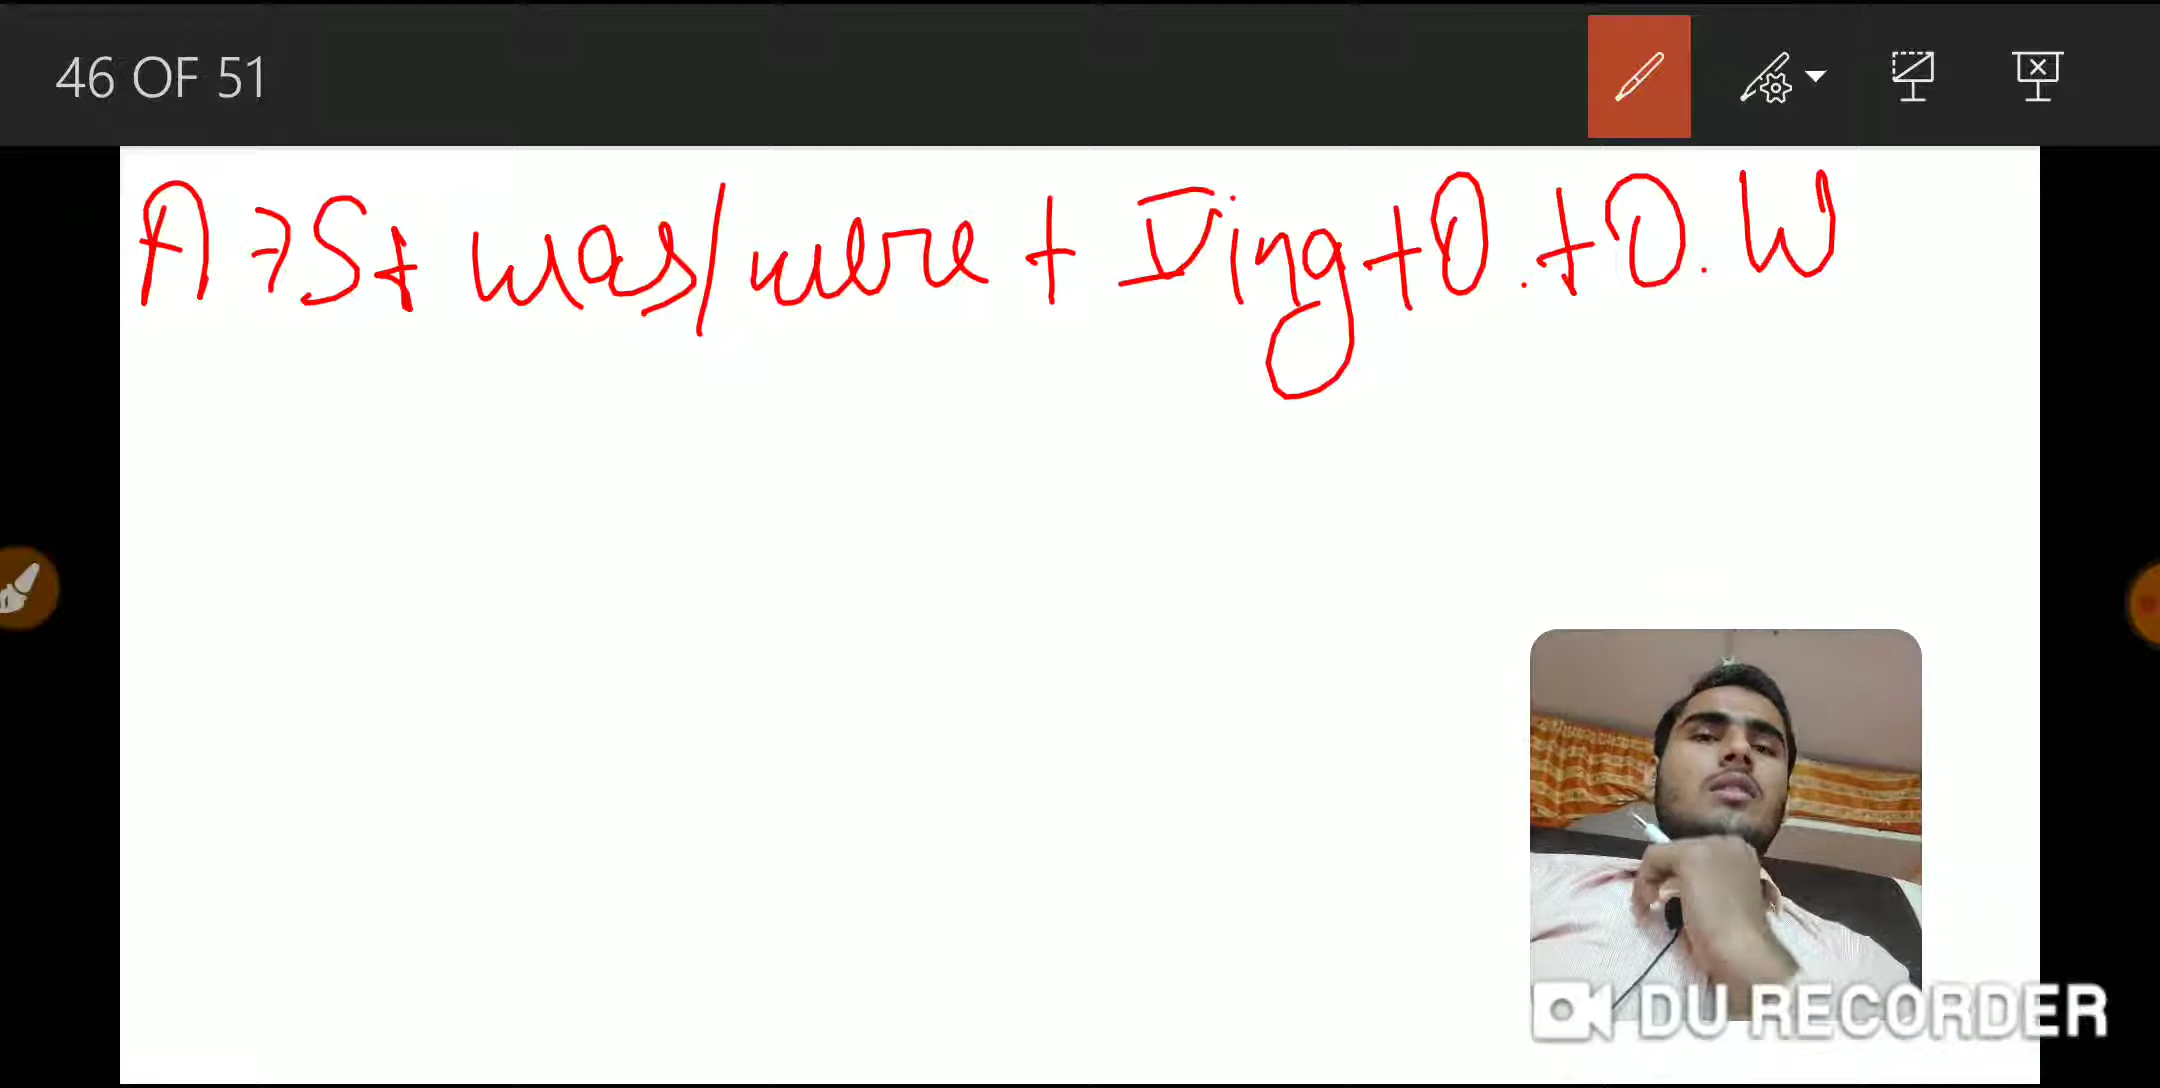 46 OF 51
A → S + was/were + Ving + O. + O.W
DU RECORDER